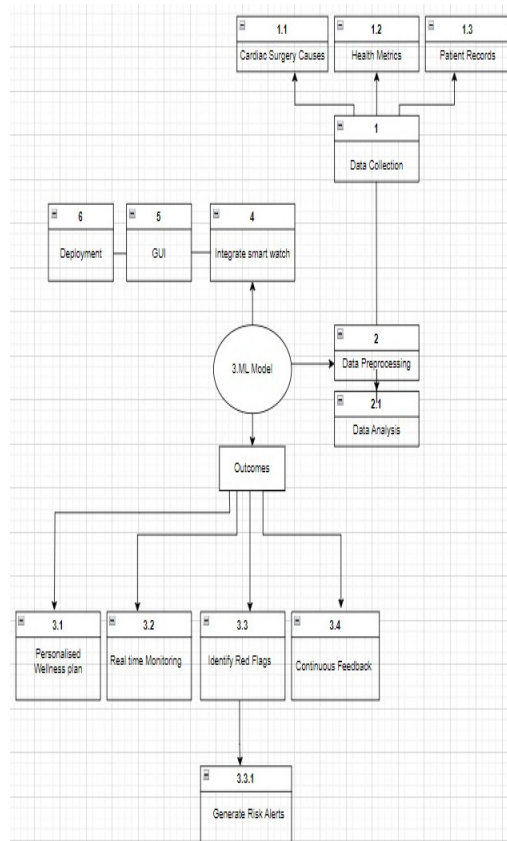 1.1
Cardiac Surgery Causes
1.2
Health Metrics
1.3
Patient Records
1
Data Collection
6
Deployment
5
GUI
4
Integrate smart watch
3.ML Model
2
Data Preprocessing
2.1
Data Analysis
Outcomes
3.1
Personalised
Wellness plan
3.2
Real time Monitoring
3.3
Identify Red Flags
3.4
Continuous Feedback
3.3.1
Generate Risk Alerts